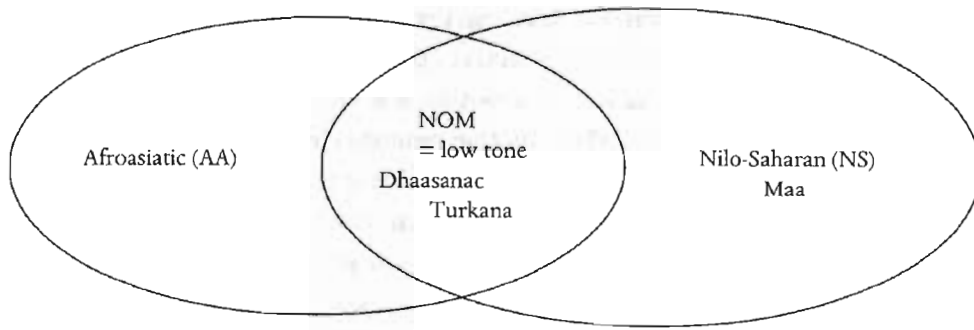 NOM
= low tone
Afroasiatic (AA)
Nilo-Saharan (NS)
Dhaasanac
Maa
Turkana